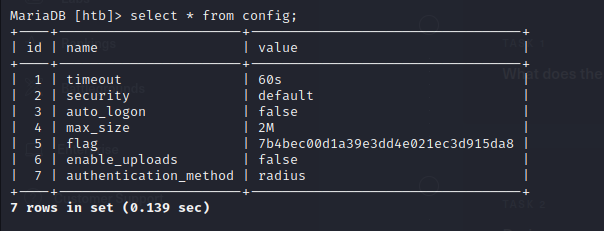 MariaDB [htb]> select * from config;
+----+-----------------------+----------------------------------+
| id | name                  | value                            |
+----+-----------------------+----------------------------------+
|  1 | timeout               | 60s                              |
|  2 | security              | default                          |
|  3 | auto_logon            | false                            |
|  4 | max_size              | 2M                               |
|  5 | flag                  | 7b4bec00d1a39e3dd4e021ec3d915da8 |
|  6 | enable_uploads        | false                            |
|  7 | authentication_method | radius                           |
+----+-----------------------+----------------------------------+
7 rows in set (0.139 sec)